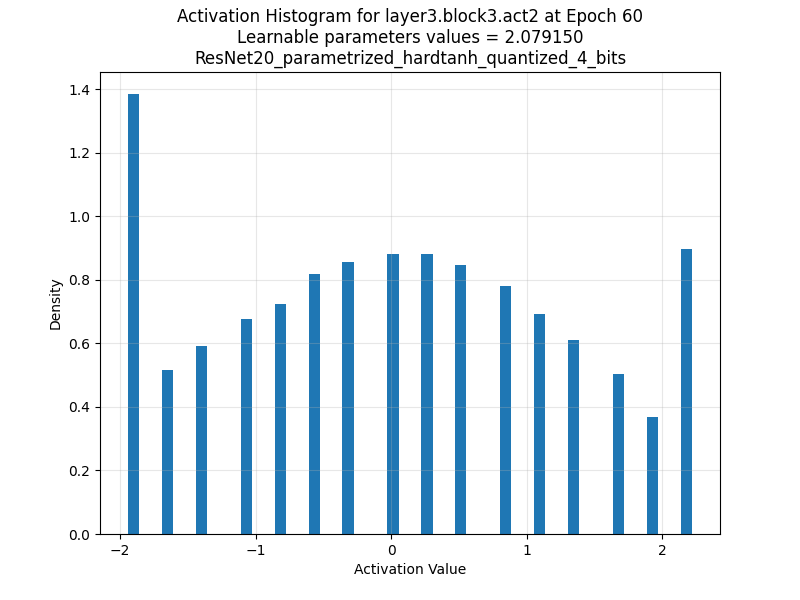 Activation Histogram for layer3.block3.act2 at Epoch 60
Learnable parameters values = 2.079150
ResNet20_parametrized_hardtanh_quantized_4_bits
1.4
1.2
1.0
0.8
0.6
0.4
0.2
0.0
Density
−2
−1
0
1
2
Activation Value